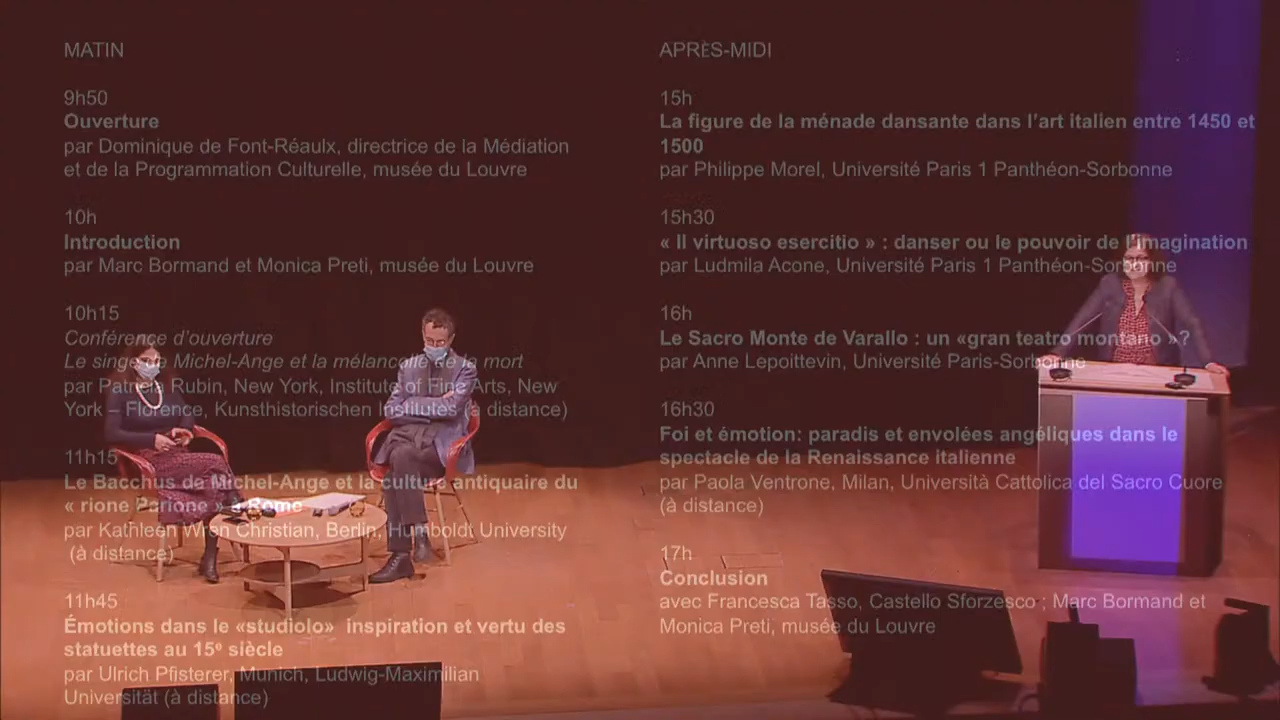 MATIN
9h50
Ouverture
par Dominique de Font-Réaulx, directrice de la Médiation
et de la Programmation Culturelle, musée du Louvre
10h
Introduction
par Marc Bormand et Monica Preti, musée du Louvre
10h15
Conférence d’ouverture
Le singe de Michel-Ange et la mélancolie de la mort
par Patricia Rubin, New York, Institute of Fine Arts, New
York – Florence, Kunsthistorischen Institutes (à distance)
11h15
Le Bacchus de Michel-Ange et la culture antiquaire du
« rione Parione » à Rome
par Kathleen Wren Christian, Berlin, Humboldt University
(à distance)
11h45
Émotions dans le «studiolo» inspiration et vertu des
statuettes au 15e siècle
par Ulrich Pfisterer, Munich, Ludwig-Maximilian
Universität (à distance)
APRÈS-MIDI
15h
La figure de la ménade dansante dans l’art italien entre 1450 et
1500
par Philippe Morel, Université Paris 1 Panthéon-Sorbonne
15h30
« Il virtuoso esercitio » : danser ou le pouvoir de l’imagination
par Ludmila Acone, Université Paris 1 Panthéon-Sorbonne
16h
Le Sacro Monte de Varallo : un «gran teatro montano »?
par Anne Lepoittevin, Université Paris-Sorbonne
16h30
Foi et émotion: paradis et envolées angéliques dans le
spectacle de la Renaissance italienne
par Paola Ventrone, Milan, Università Cattolica del Sacro Cuore
(à distance)
17h
Conclusion
avec Francesca Tasso, Castello Sforzesco ; Marc Bormand et
Monica Preti, musée du Louvre